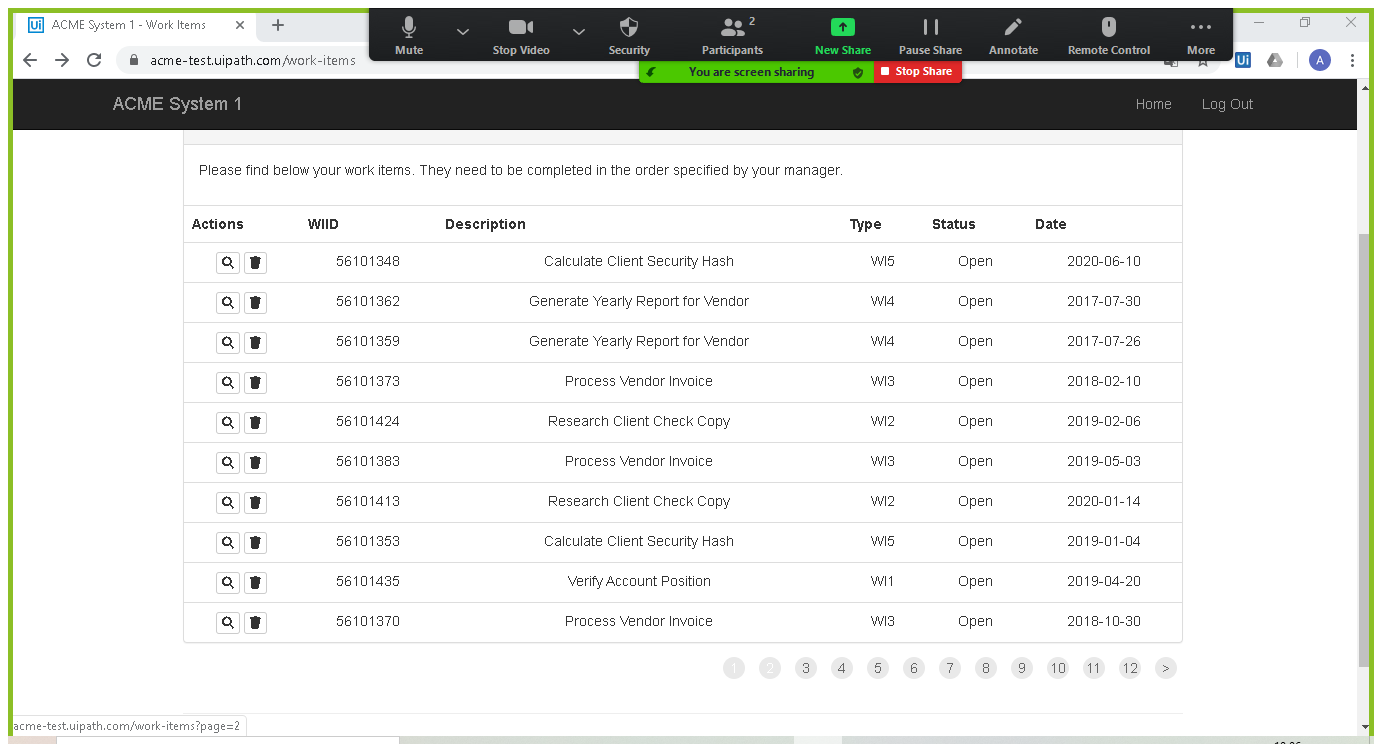 Ui ACME System 1 - Work Items
2
Mute Stop Video Security Participants New Share Pause Share Annotate Remote Control More
acme-test.uipath.com/work-items Ui A
You are screen sharing Stop Share
ACME System 1 Home Log Out
Please find below your work items. They need to be completed in the order specified by your manager.
Actions WIID Description Type Status Date
56101348 Calculate Client Security Hash WI5 Open 2020-06-10
56101362 Generate Yearly Report for Vendor WI4 Open 2017-07-30
56101359 Generate Yearly Report for Vendor WI4 Open 2017-07-26
56101373 Process Vendor Invoice WI3 Open 2018-02-10
56101424 Research Client Check Copy WI2 Open 2019-02-06
56101383 Process Vendor Invoice WI3 Open 2019-05-03
56101413 Research Client Check Copy WI2 Open 2020-01-14
56101353 Calculate Client Security Hash WI5 Open 2019-01-04
56101435 Verify Account Position WI1 Open 2019-04-20
56101370 Process Vendor Invoice WI3 Open 2018-10-30
1 2 3 4 5 6 7 8 9 10 11 12 >
acme-test.uipath.com/work-items?page=2